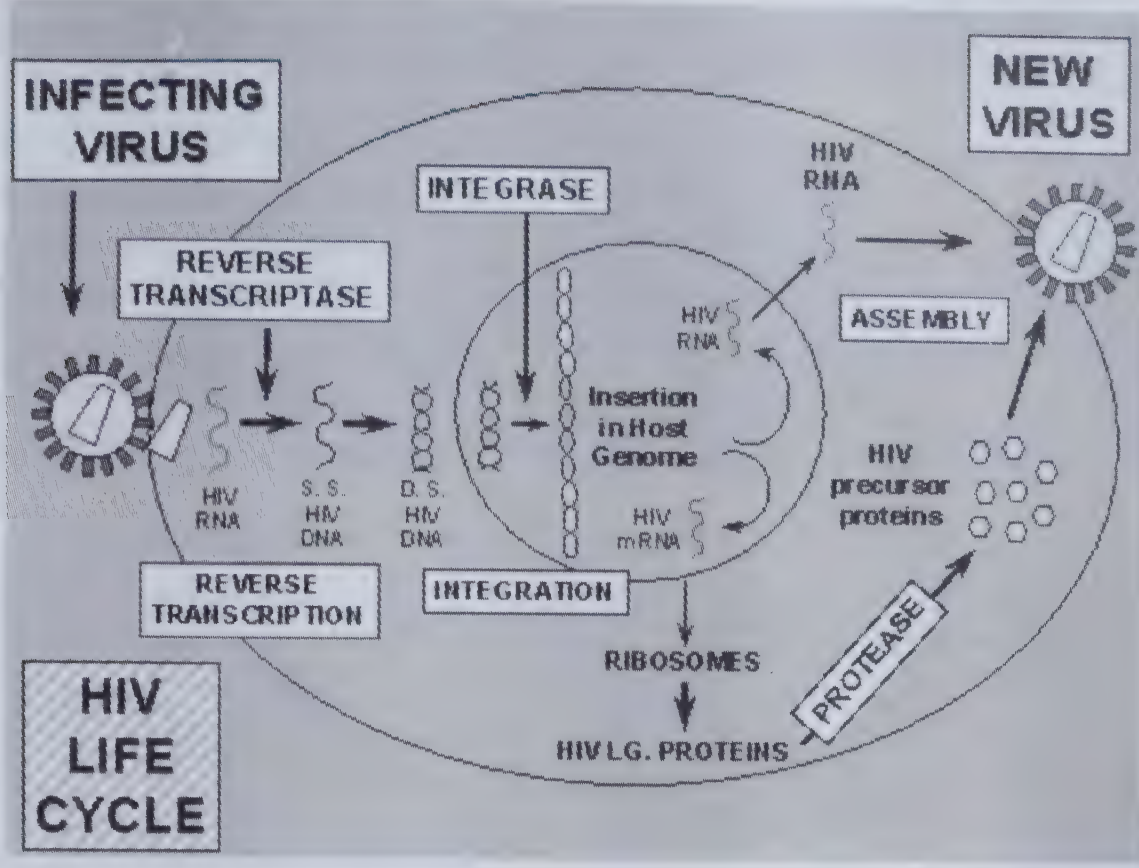 INFECTING
VIRUS
NEW
VIRUS
HIV
RNA
INTEGRASE
REVERSE
TRANSCRIPTASE
HIV
RNA
ASSEMBLY
Insertion
in Host
Genome
HIV
RNA
S. S.
HIV
DNA
D. S.
HIV
DNA
HIV
mRNA
HIV
precursor
proteins
REVERSE
TRANSCRIPTION
INTEGRATION
RIBOSOMES
PROTEASE
HIV LG. PROTEINS
HIV
LIFE
CYCLE